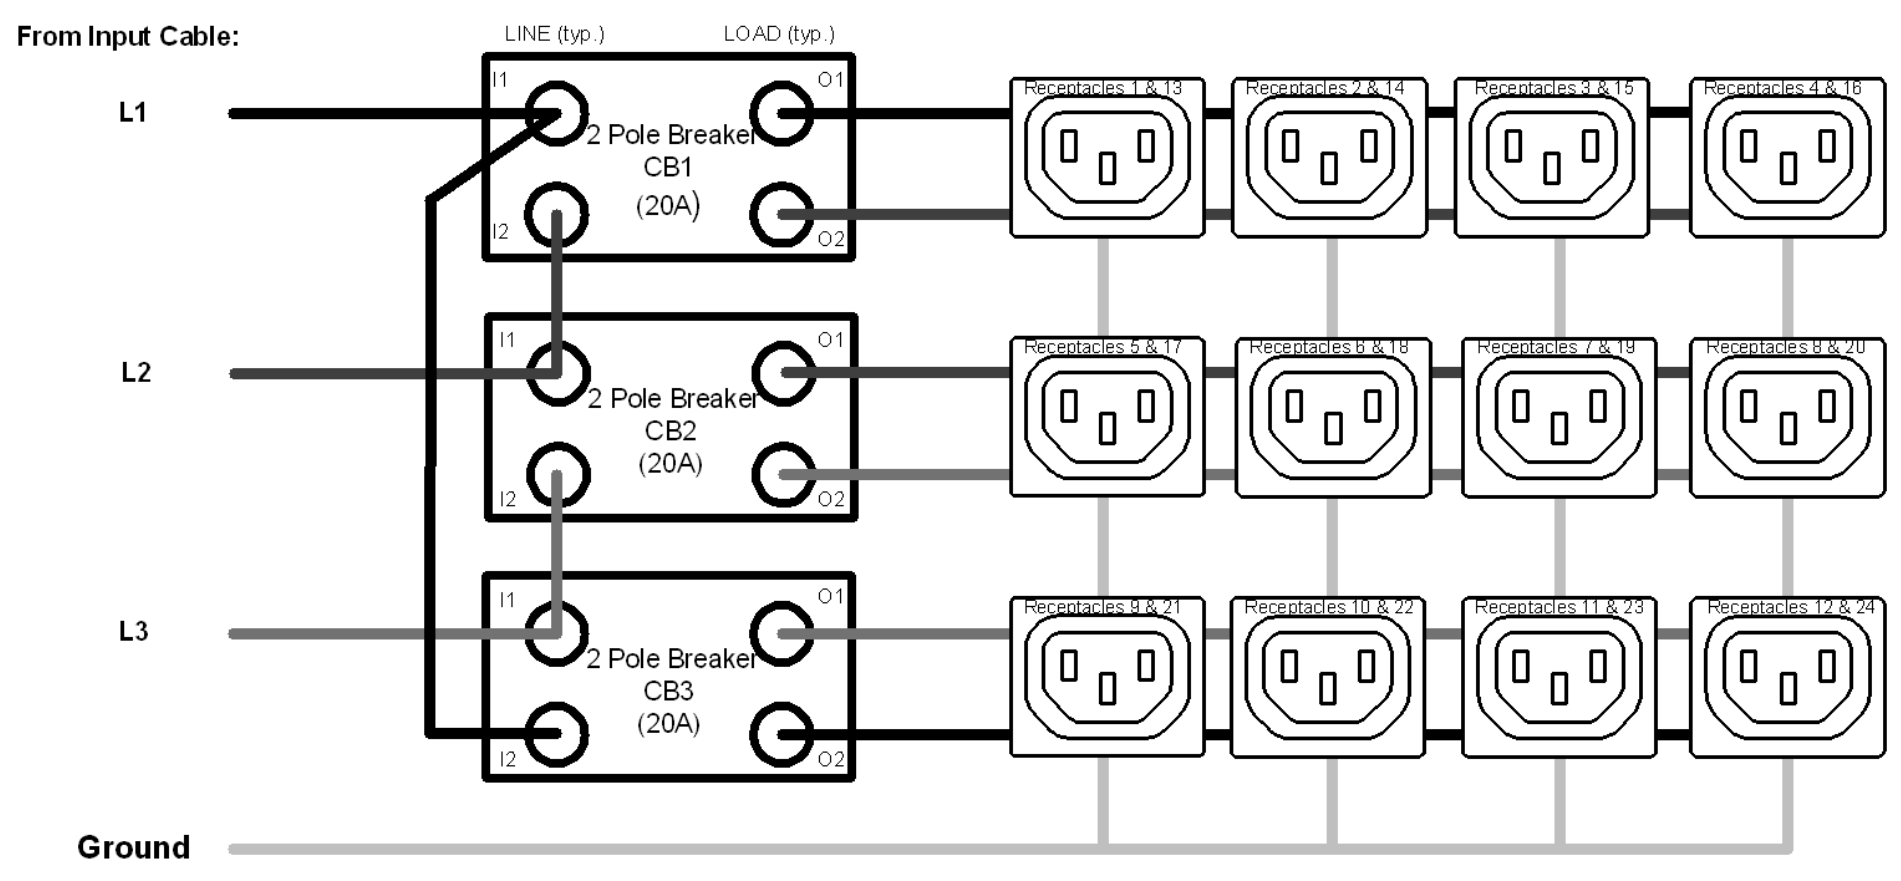 From Input Cable:
LINE (typ.)
LOAD (typ.)
L1
I1
O1
2 Pole Breaker
CB1
(20A)
I2
O2
Receptacles 1 & 13
Receptacles 2 & 14
Receptacles 3 & 15
Receptacles 4 & 16
L2
I1
O1
2 Pole Breaker
CB2
(20A)
I2
O2
Receptacles 5 & 17
Receptacles 6 & 18
Receptacles 7 & 19
Receptacles 8 & 20
L3
I1
O1
2 Pole Breaker
CB3
(20A)
I2
O2
Receptacles 9 & 21
Receptacles 10 & 22
Receptacles 11 & 23
Receptacles 12 & 24
Ground